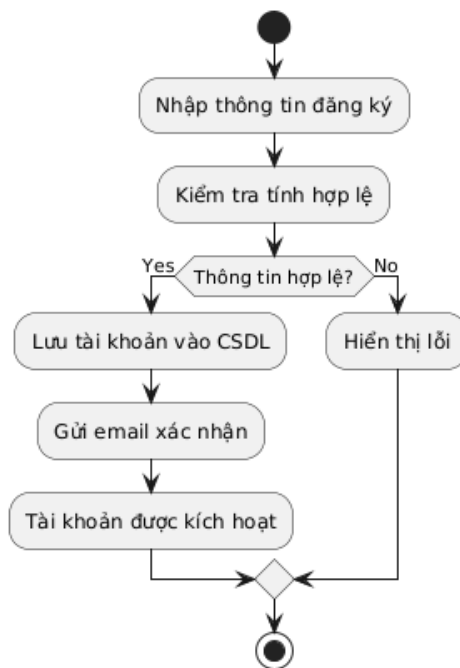 Nhập thông tin đăng ký
Kiểm tra tính hợp lệ
Thông tin hợp lệ?
Yes
No
Lưu tài khoản vào CSDL
Hiển thị lỗi
Gửi email xác nhận
Tài khoản được kích hoạt